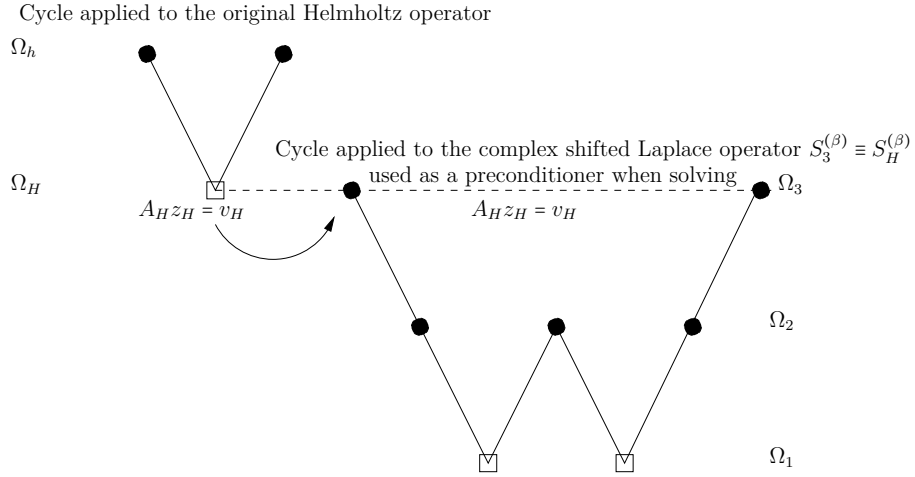 Cycle applied to the original Helmholtz operator
Ω_h
Cycle applied to the complex shifted Laplace operator S_3^{(β)} ≡ S_H^{(β)}
used as a preconditioner when solving
Ω_H
Ω_3
A_H z_H = v_H
A_H z_H = v_H
Ω_2
Ω_1